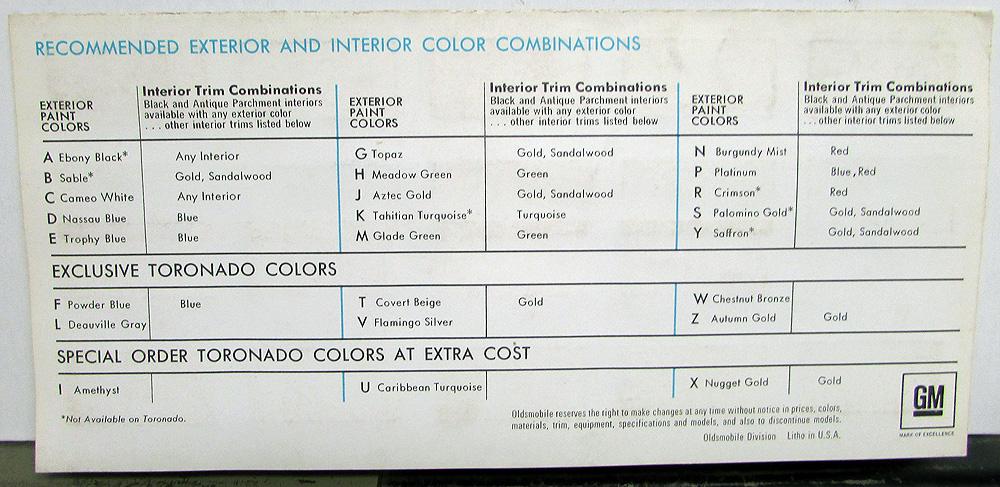 RECOMMENDED EXTERIOR AND INTERIOR COLOR COMBINATIONS
EXTERIOR
PAINT
COLORS
Interior Trim Combinations
Black and Antique Parchment interiors
available with any exterior color
. . . other interior trims listed below
A Ebony Black* Any Interior
B Sable* Gold, Sandalwood
C Cameo White Any Interior
D Nassau Blue Blue
E Trophy Blue Blue
EXTERIOR
PAINT
COLORS
Interior Trim Combinations
Black and Antique Parchment interiors
available with any exterior color
. . . other interior trims listed below
G Topaz Gold, Sandalwood
H Meadow Green Green
J Aztec Gold Gold, Sandalwood
K Tahitian Turquoise* Turquoise
M Glade Green Green
EXTERIOR
PAINT
COLORS
Interior Trim Combinations
Black and Antique Parchment interiors
available with any exterior color
. . . other interior trims listed below
N Burgundy Mist Red
P Platinum Blue, Red
R Crimson* Red
S Palomino Gold* Gold, Sandalwood
Y Saffron* Gold, Sandalwood
EXCLUSIVE TORONADO COLORS
F Powder Blue Blue
L Deauville Gray
T Covert Beige Gold
V Flamingo Silver
W Chestnut Bronze
Z Autumn Gold Gold
SPECIAL ORDER TORONADO COLORS AT EXTRA COST
I Amethyst
U Caribbean Turquoise
X Nugget Gold Gold
*Not Available on Toronado.
Oldsmobile reserves the right to make changes at any time without notice in prices, colors,
materials, trim, equipment, specifications and models, and also to discontinue models.
Oldsmobile Division Litho in U.S.A.
GM
MARK OF EXCELLENCE